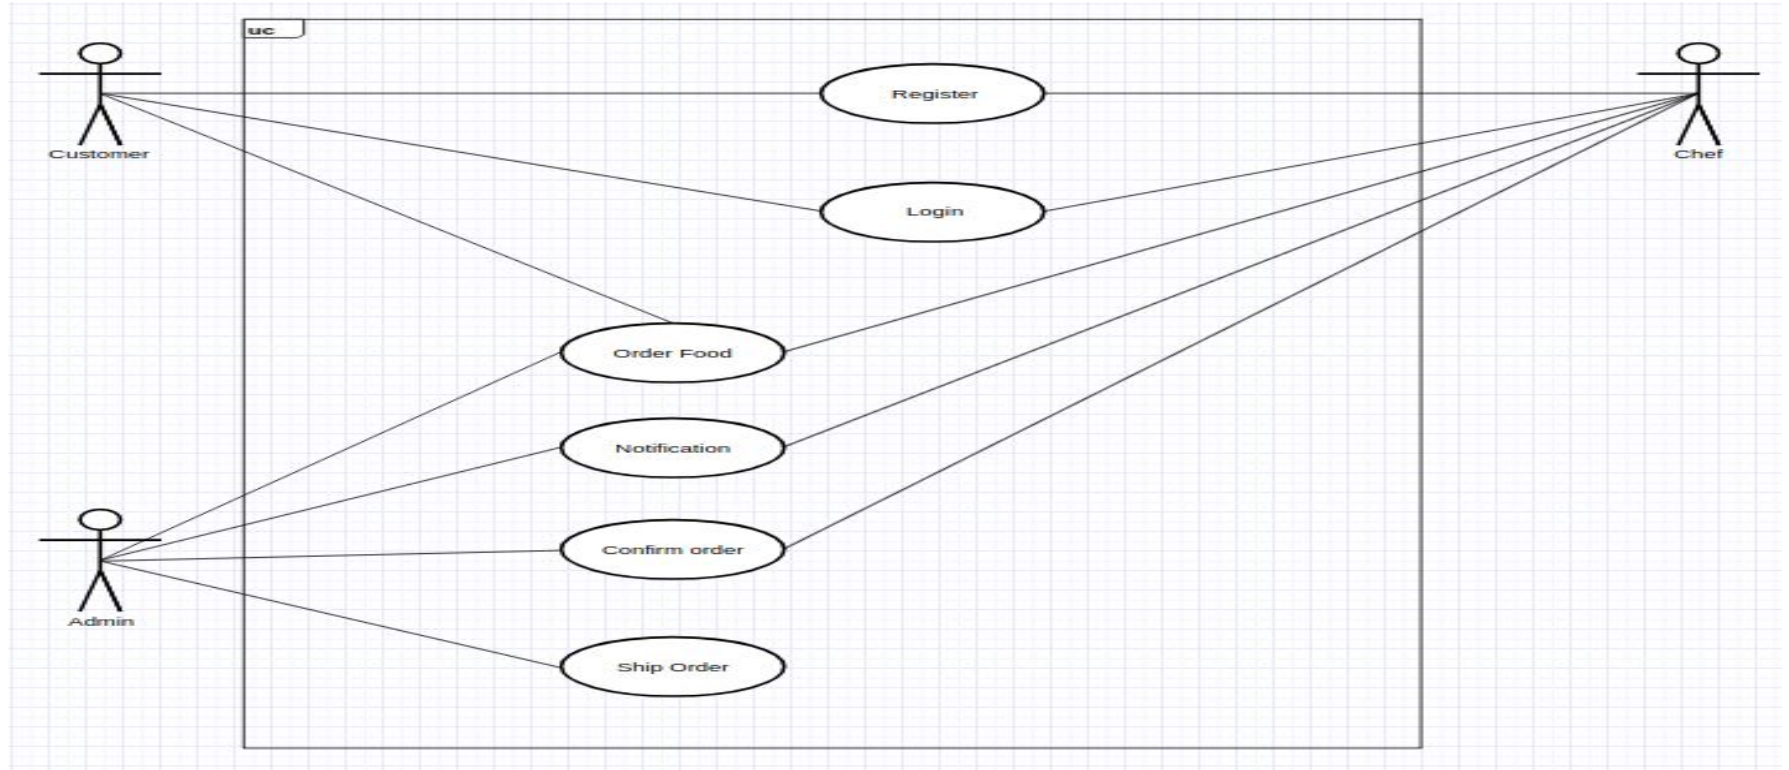 uc
Register
Customer
Chef
Login
Order Food
Notification
Confirm order
Admin
Ship Order